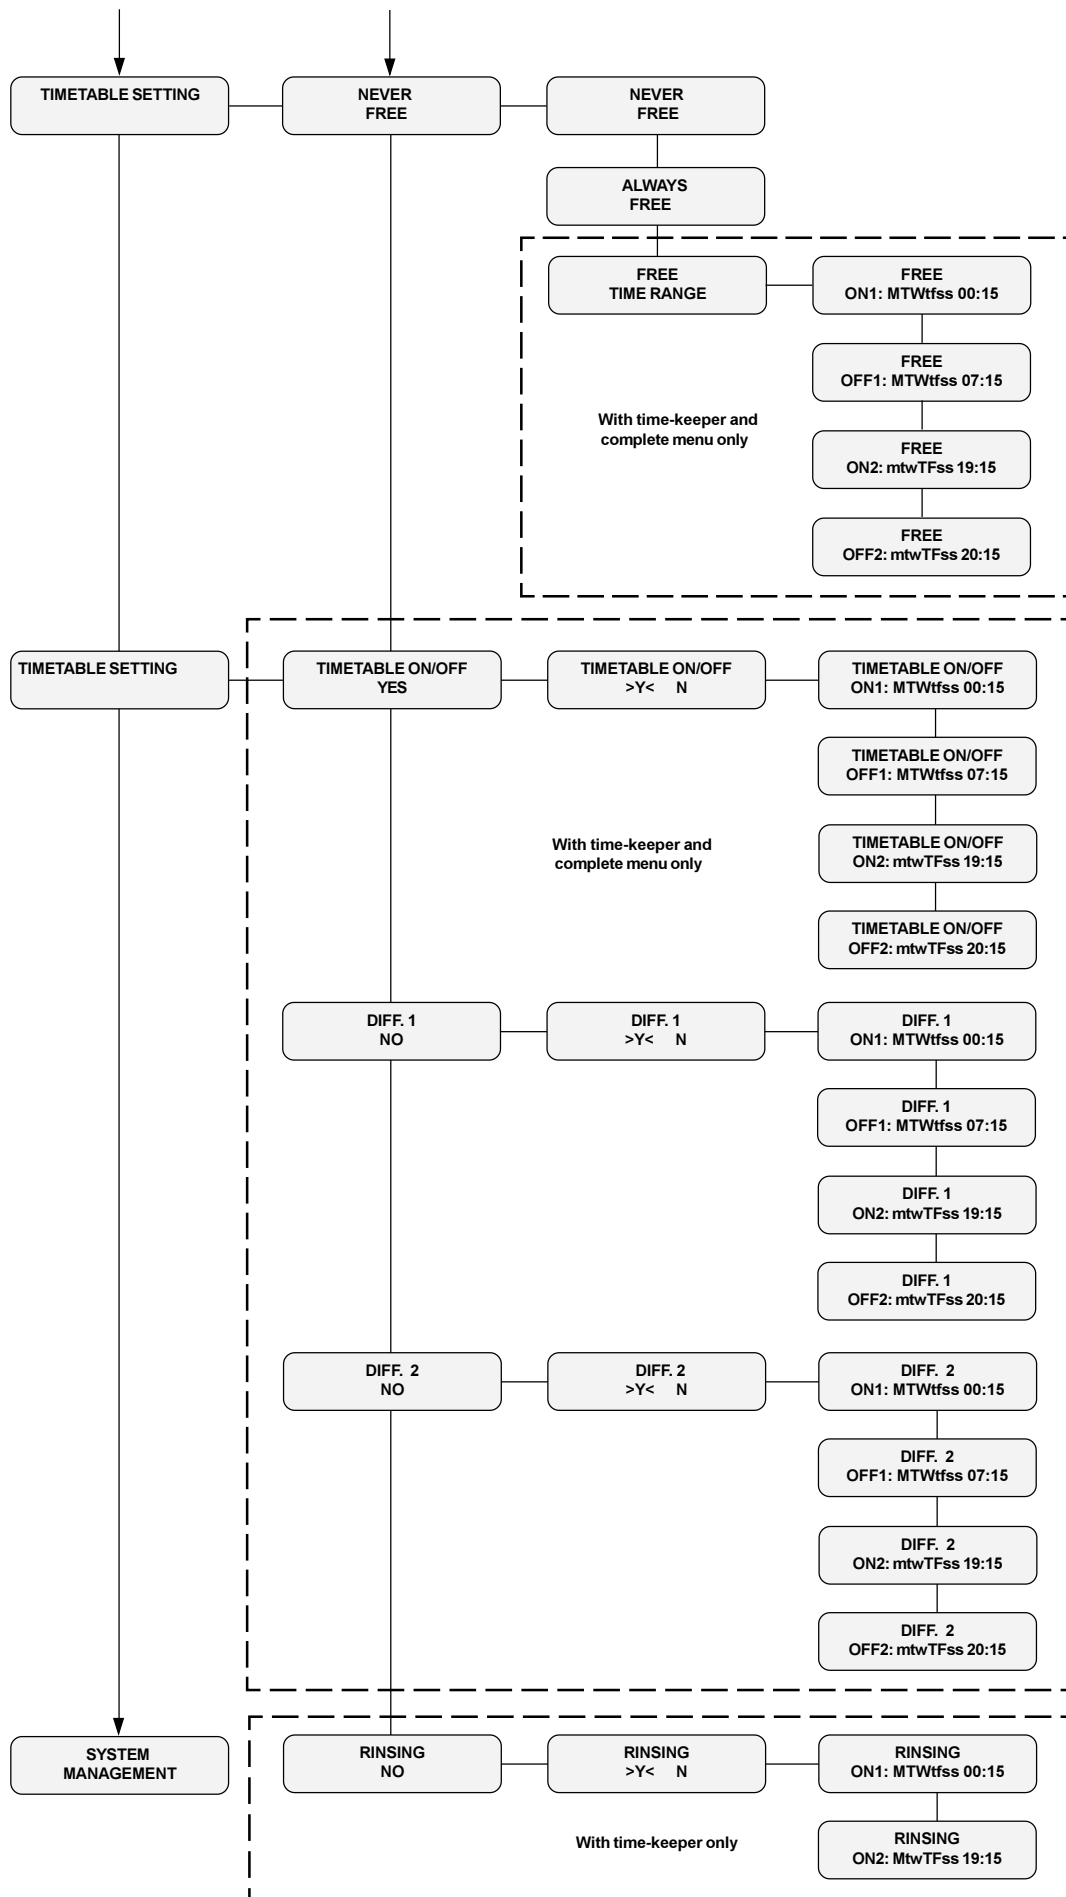 TIMETABLE SETTING
NEVER
FREE
NEVER
FREE
ALWAYS
FREE
FREE
TIME RANGE
FREE
ON1: MTWtfss 00:15
FREE
OFF1: MTWtfss 07:15
With time-keeper and
complete menu only
FREE
ON2: mtwTFss 19:15
FREE
OFF2: mtwTFss 20:15
TIMETABLE SETTING
TIMETABLE ON/OFF
YES
TIMETABLE ON/OFF
>Y< N
TIMETABLE ON/OFF
ON1: MTWtfss 00:15
TIMETABLE ON/OFF
OFF1: MTWtfss 07:15
With time-keeper and
complete menu only
TIMETABLE ON/OFF
ON2: mtwTFss 19:15
TIMETABLE ON/OFF
OFF2: mtwTFss 20:15
DIFF. 1
NO
DIFF. 1
>Y< N
DIFF. 1
ON1: MTWtfss 00:15
DIFF. 1
OFF1: MTWtfss 07:15
DIFF. 1
ON2: mtwTFss 19:15
DIFF. 1
OFF2: mtwTFss 20:15
DIFF. 2
NO
DIFF. 2
>Y< N
DIFF. 2
ON1: MTWtfss 00:15
DIFF. 2
OFF1: MTWtfss 07:15
DIFF. 2
ON2: mtwTFss 19:15
DIFF. 2
OFF2: mtwTFss 20:15
SYSTEM
MANAGEMENT
RINSING
NO
RINSING
>Y< N
RINSING
ON1: MTWtfss 00:15
With time-keeper only
RINSING
ON2: MtwTFss 19:15